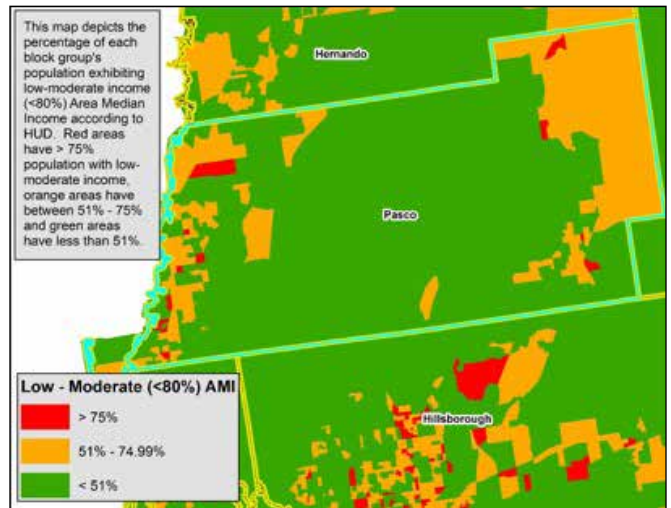 This map depicts the
percentage of each
block group's
population exhibiting
low-moderate income
(<80%) Area Median
Income according to
HUD.  Red areas
have > 75%
population with low-
moderate income,
orange areas have
between 51% - 75%
and green areas
have less than 51%.
Hernando
Pasco
Hillsborough
Low - Moderate (<80%) AMI
> 75%
51% - 74.99%
< 51%